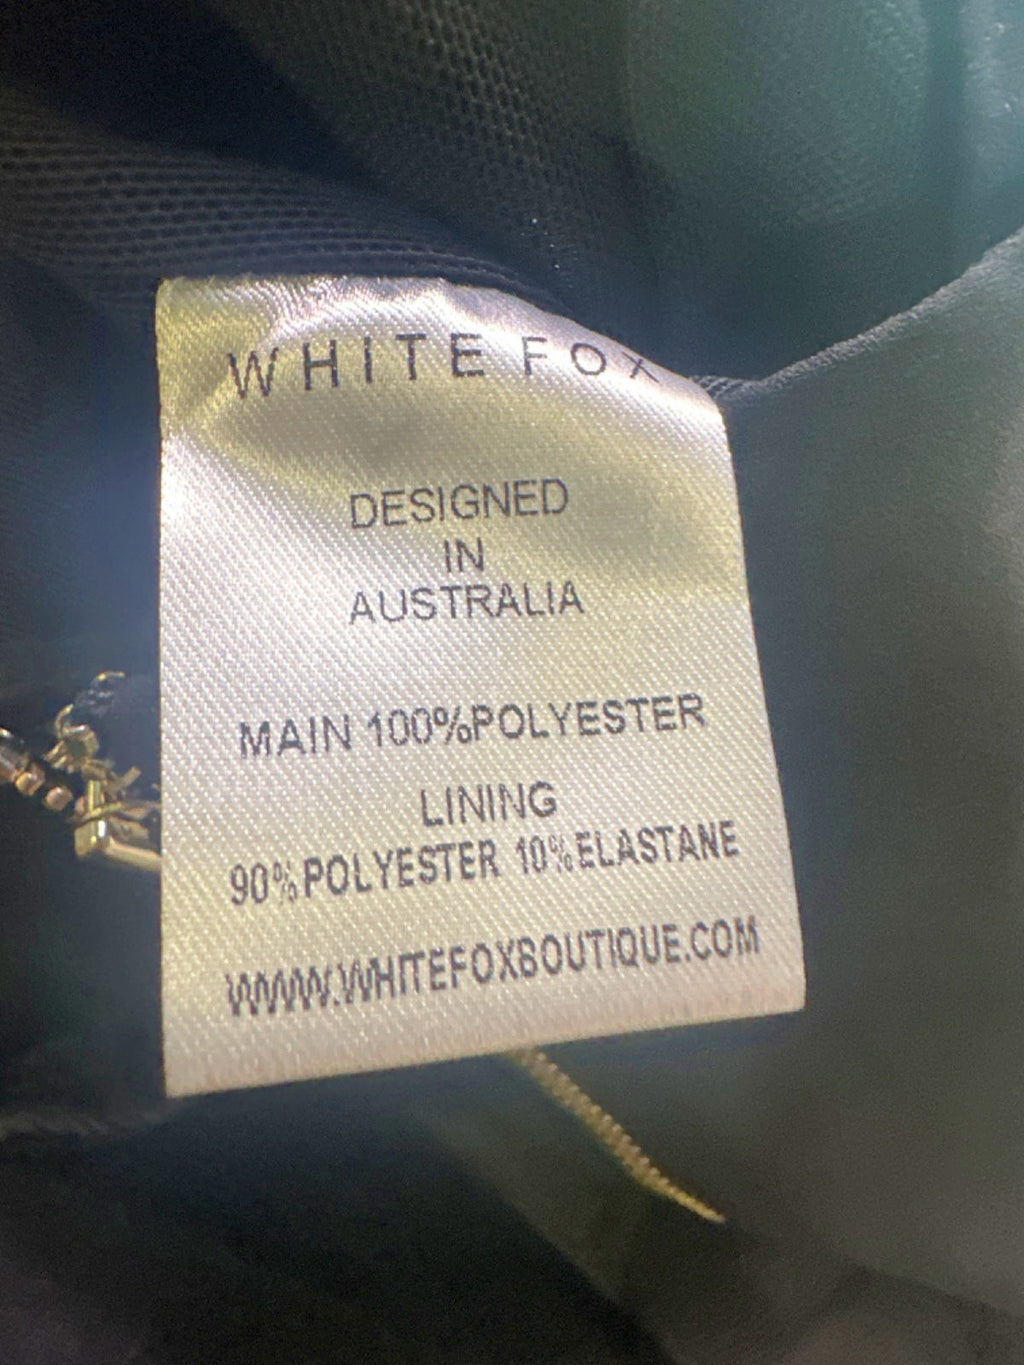 WHITE FOX
DESIGNED
IN
AUSTRALIA
MAIN 100%POLYESTER
LINING
90%POLYESTER 10%ELASTANE
WWW.WHITEFOXBOUTIQUE.COM